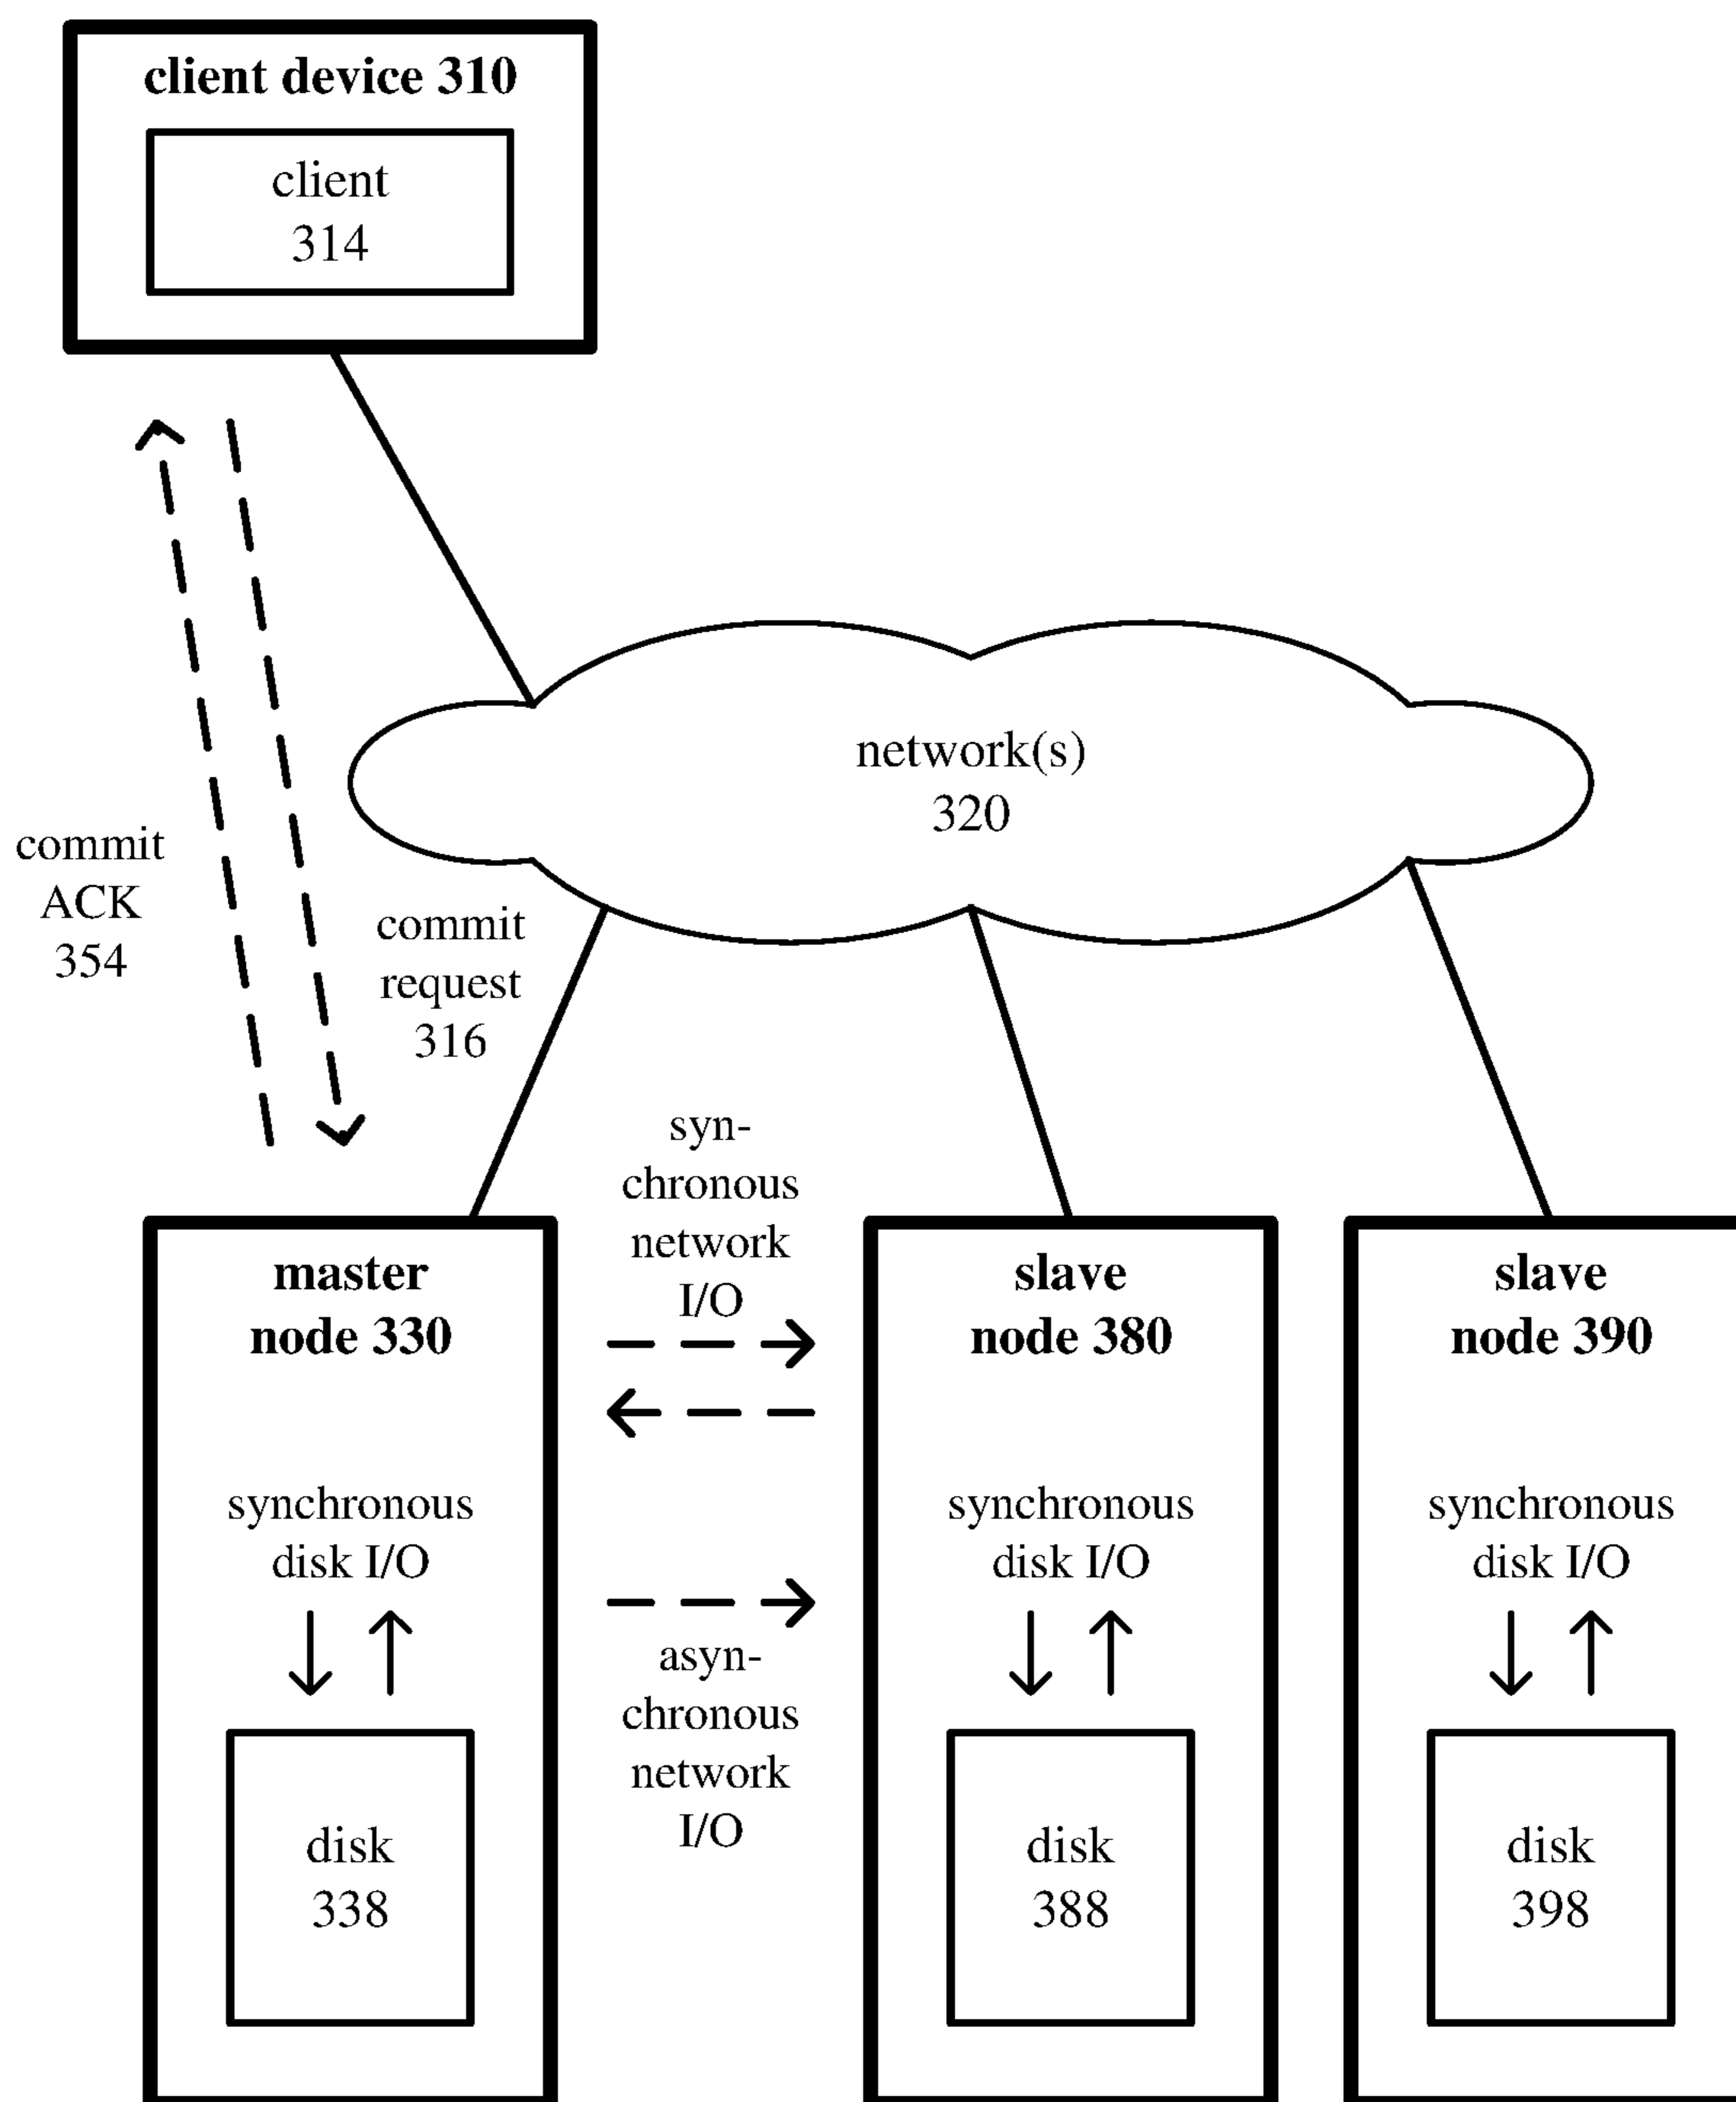 client device 310
client
314
network(s)
320
commit
ACK
354
commit
request
316
syn-
chronous
network
I/O
master
node 330
synchronous
disk I/O
disk
338
asyn-
chronous
network
I/O
slave
node 380
synchronous
disk I/O
disk
388
slave
node 390
synchronous
disk I/O
disk
398